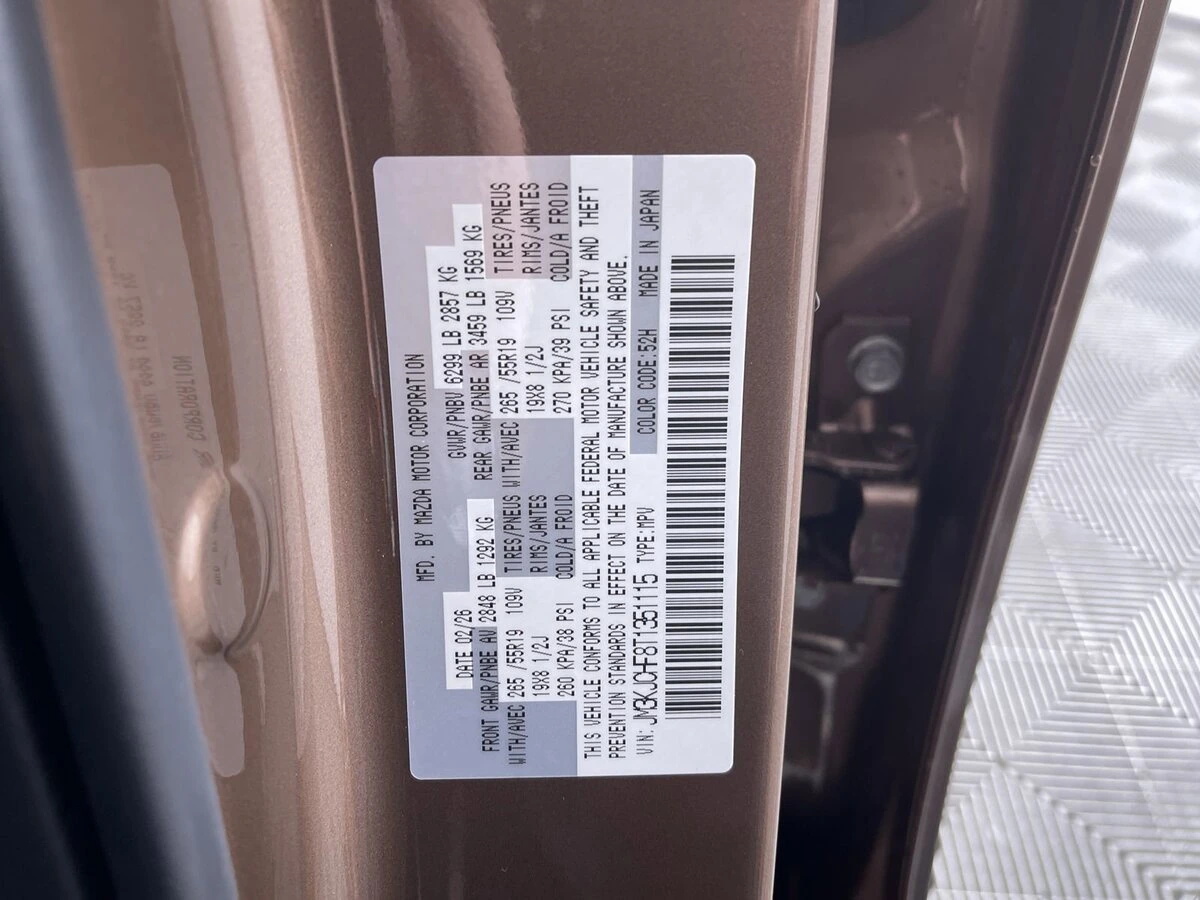 MFD. BY MAZDA MOTOR CORPORATION
DATE 02/26 GVWR/PNBV 6299 LB 2857 KG
FRONT GAWR/PNBE AV 2848 LB 1292 KG REAR GAWR/PNBE AR 3459 LB 1569 KG
WITH/AVEC 265 /55R19 109V TIRES/PNEUS WITH/AVEC 265 /55R19 109V TIRES/PNEUS
19X8 1/2J RIMS/JANTES 19X8 1/2J RIMS/JANTES
260 KPA/38 PSI COLD/A FROID 270 KPA/39 PSI COLD/A FROID
THIS VEHICLE CONFORMS TO ALL APPLICABLE FEDERAL MOTOR VEHICLE SAFETY AND THEFT
PREVENTION STANDARDS IN EFFECT ON THE DATE OF MANUFACTURE SHOWN ABOVE.
VIN:JM3KJCHF8T1351115 TYPE:MPV COLOR CODE:52H MADE IN JAPAN
CORPORATION